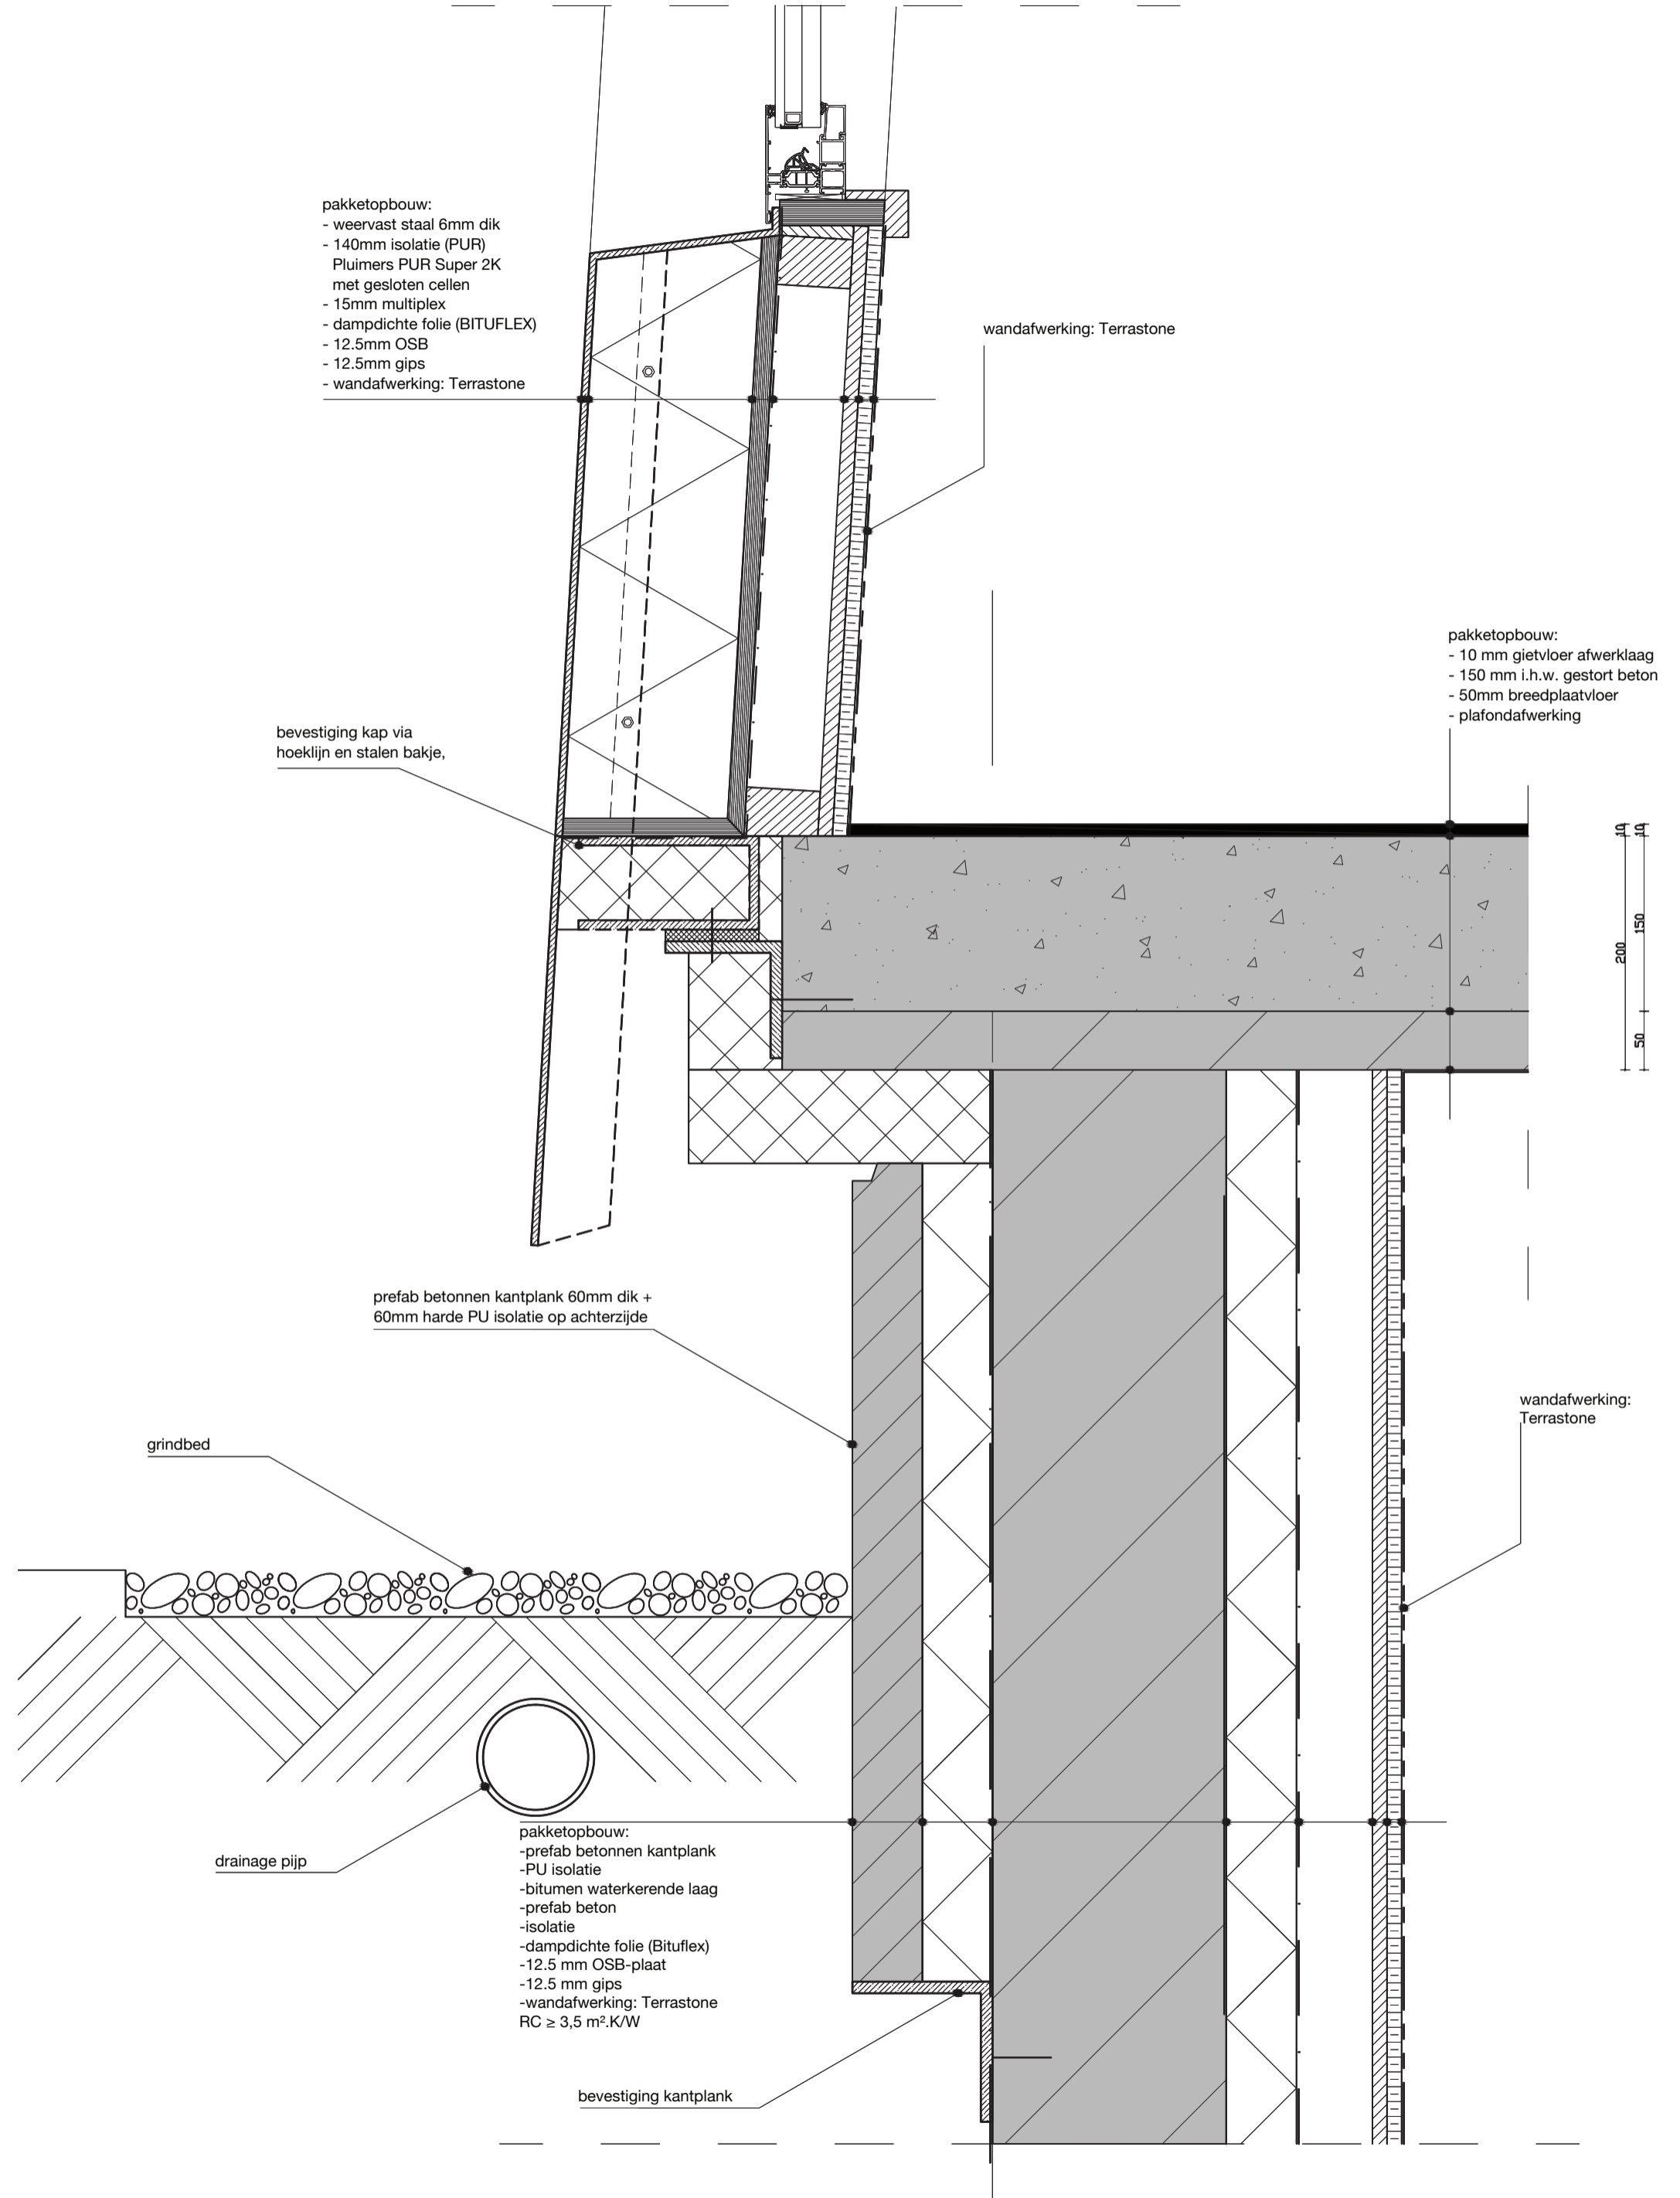 pakketopbouw:
- weervast staal 6mm dik
- 140mm isolatie (PUR)
Pluimers PUR Super 2K
met gesloten cellen
- 15mm multiplex
- dampdichte folie (BITUFLEX)
- 12.5mm OSB
- 12.5mm gips
- wandafwerking: Terrastone
wandafwerking: Terrastone
pakketopbouw:
- 10 mm gietvloer afwerklaag
- 150 mm i.h.w. gestort beton
- 50mm breedplaatvloer
- plafondafwerking
bevestiging kap via
hoeklijn en stalen bakje,
10
10
150
200
50
prefab betonnen kantplank 60mm dik +
60mm harde PU isolatie op achterzijde
wandafwerking:
Terrastone
grindbed
drainage pijp
pakketopbouw:
-prefab betonnen kantplank
-PU isolatie
-bitumen waterkerende laag
-prefab beton
-isolatie
-dampdichte folie (Bituflex)
-12.5 mm OSB-plaat
-12.5 mm gips
-wandafwerking: Terrastone
RC ≥ 3,5 m².K/W
bevestiging kantplank